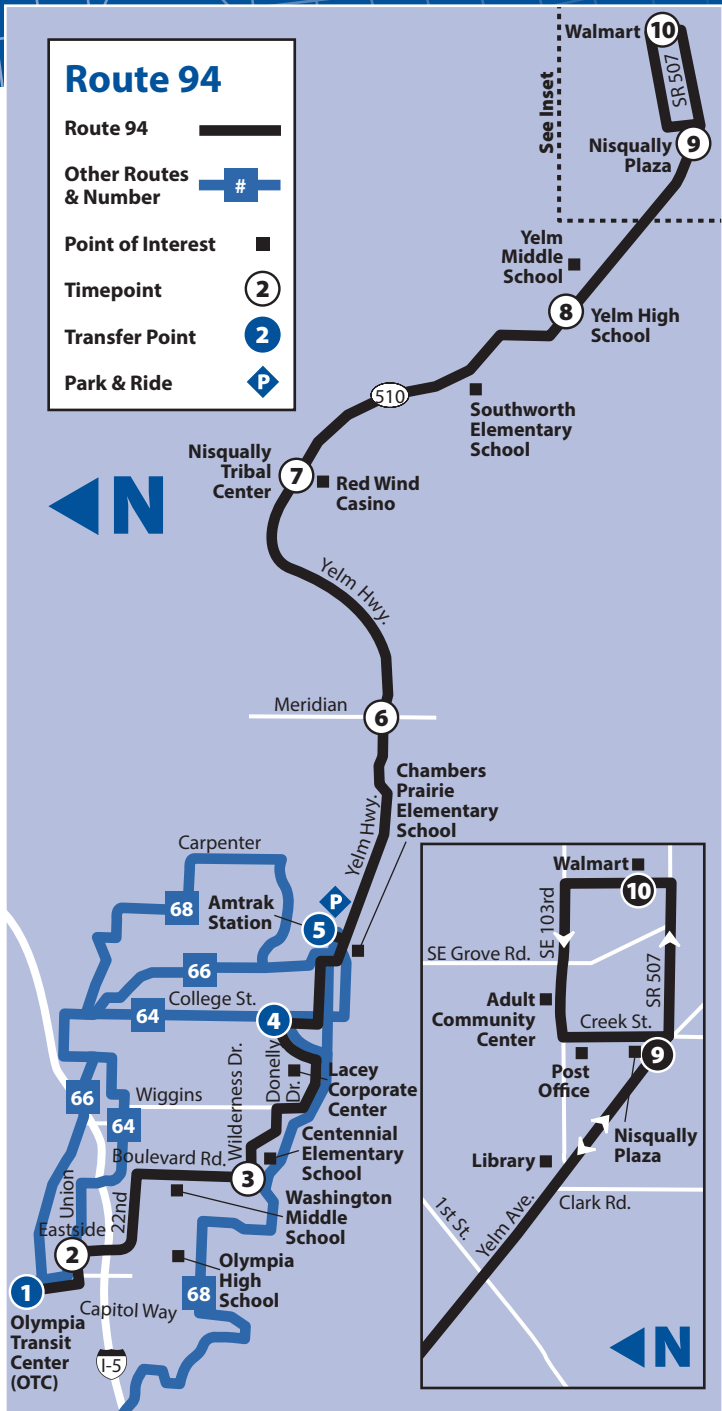 Route 94
Route 94
Other Routes
& Number
#
Point of Interest
Timepoint
2
Transfer Point
2
Park & Ride
P
N
See Inset
Walmart
10
SR 507
Nisqually
Plaza
9
Yelm
Middle
School
8
Yelm High
School
510
Southworth
Elementary
School
Nisqually
Tribal
Center
7
Red Wind
Casino
Yelm Hwy.
Meridian
6
Chambers
Prairie
Elementary
School
Yelm Hwy.
Carpenter
68
Amtrak
Station
P
5
66
College St.
64
4
Donelly
Dr.
Wilderness Dr.
Lacey
Corporate
Center
66
Wiggins
64
Centennial
Elementary
School
Boulevard Rd.
3
Washington
Middle
School
Union
22nd
Eastside
2
Olympia
High
School
1
68
Capitol Way
Olympia
Transit
Center
(OTC)
I-5
Walmart
10
SE 103rd
SE Grove Rd.
SR 507
Adult
Community
Center
Creek St.
9
Post
Office
Nisqually
Plaza
Library
Clark Rd.
1st St.
Yelm Ave.
N